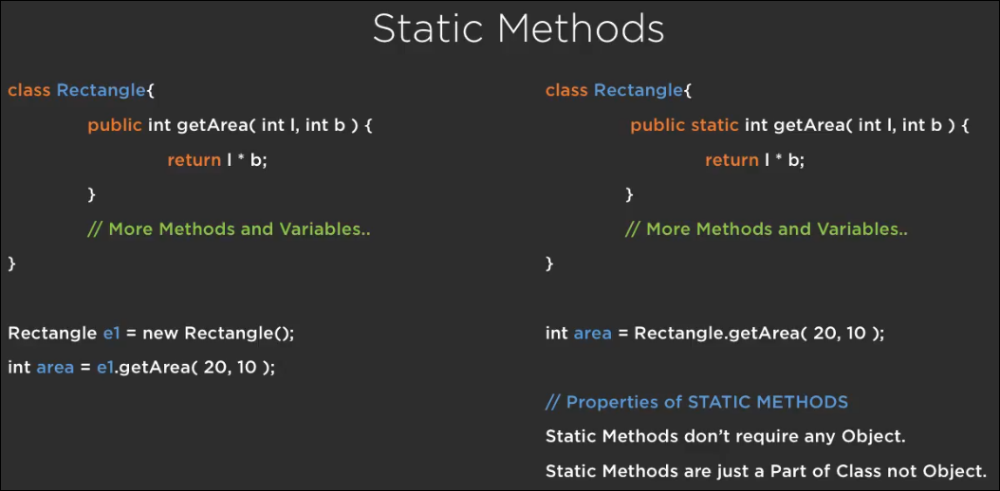 Static Methods
class Rectangle{
public int getArea( int l, int b ) {
return l * b;
}
// More Methods and Variables..
}
Rectangle e1 = new Rectangle();
int area = e1.getArea( 20, 10 );
class Rectangle{
public static int getArea( int l, int b ) {
return l * b;
}
// More Methods and Variables..
}
int area = Rectangle.getArea( 20, 10 );
// Properties of STATIC METHODS
Static Methods don’t require any Object.
Static Methods are just a Part of Class not Object.